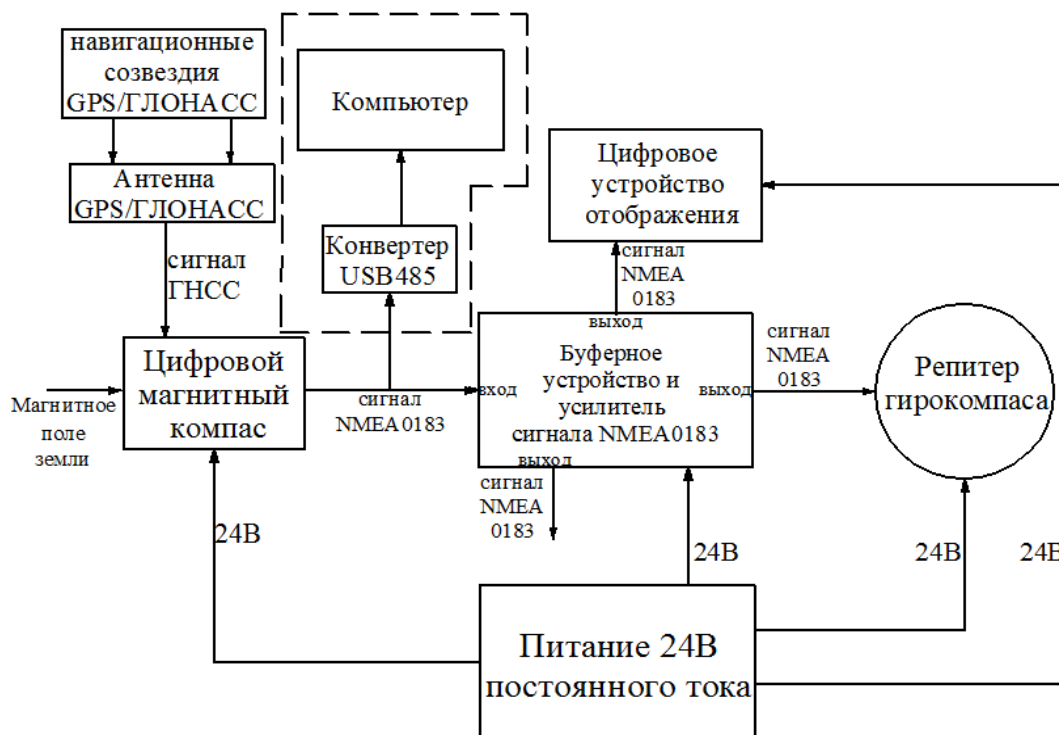 навигационные
созвездия
GPS/ГЛОНАСС
Антенна
GPS/ГЛОНАСС
сигнал
ГНСС
Компьютер
Конвертер
USB485
Цифровое
устройство
отображения
сигнал
NMEA
0183
Магнитное
поле
земли
Цифровой
магнитный
компас
сигнал
NMEA0183
выход
вход
Буферное
устройство и
усилитель
сигнала NMEA0183
выход
выход
сигнал
NMEA
0183
сигнал
NMEA
0183
Репитер
гирокомпаса
24В
24В
24В
24В
Питание 24В
постоянного тока